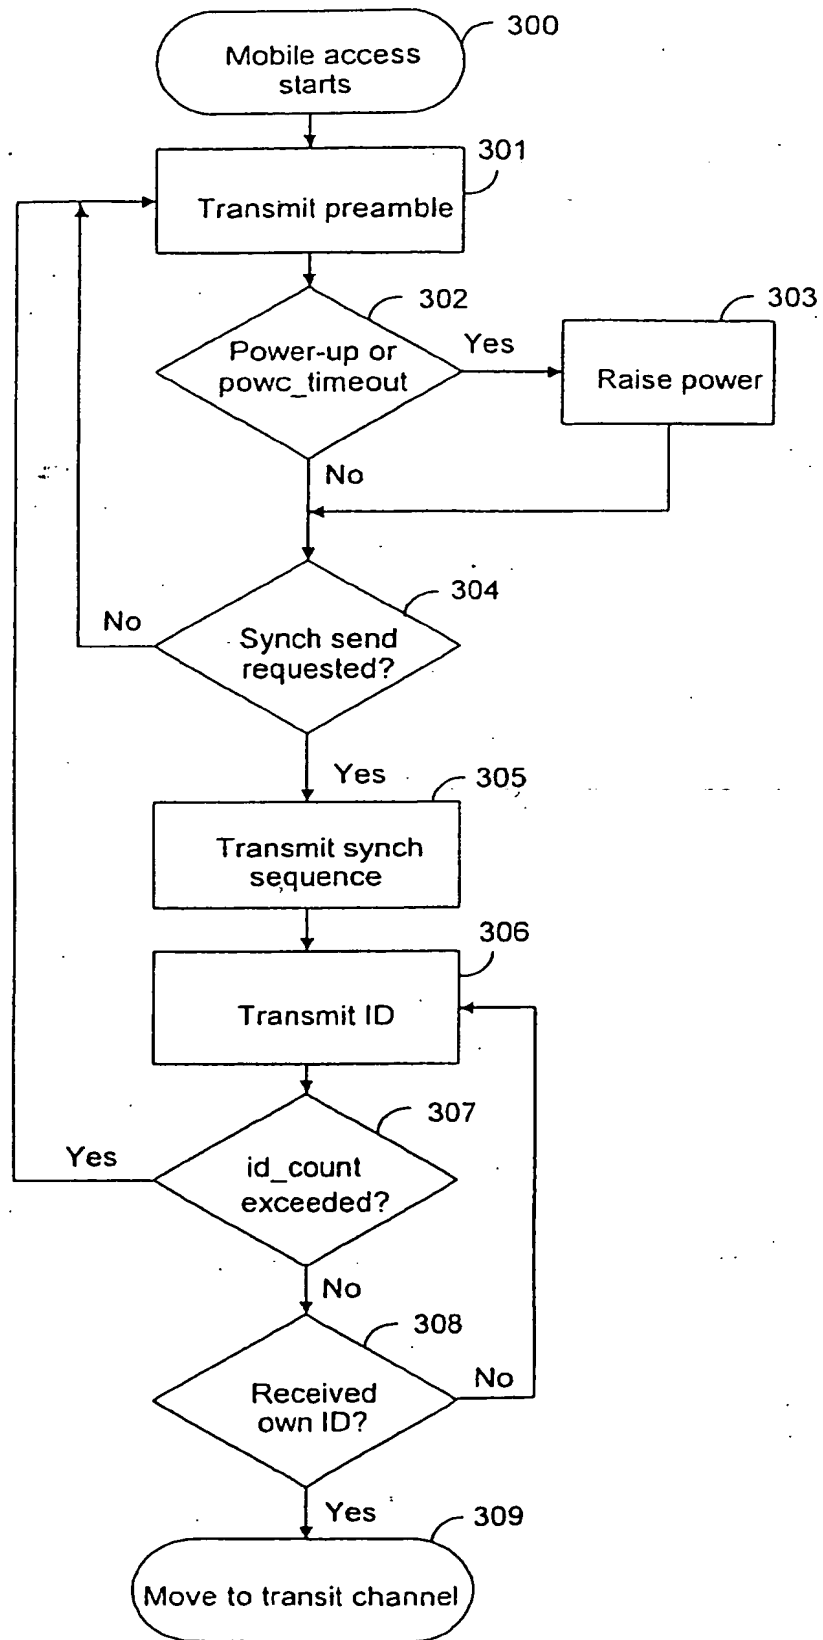 300
Mobile access
starts
301
Transmit preamble
302
303
Power-up or
powc_timeout
Yes
Raise power
No
304
No
Synch send
requested?
Yes
305
Transmit synch
sequence
306
Transmit ID
307
Yes
id_count
exceeded?
No
308
Received
own ID?
No
Yes
309
Move to transit channel